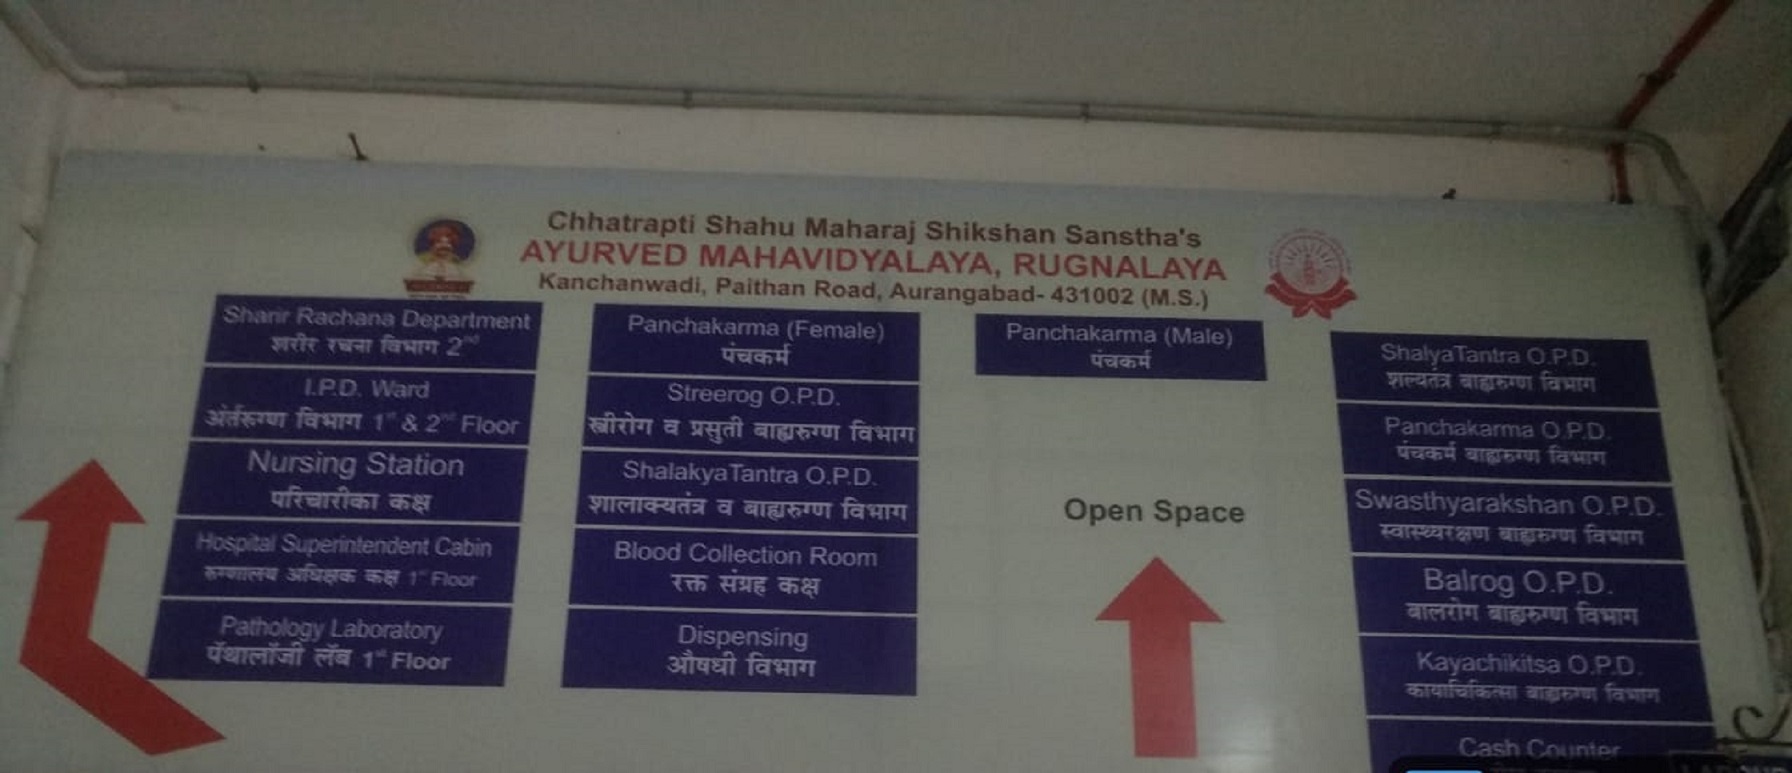 Chhatrapti Shahu Maharaj Shikshan Sanstha's
AYURVED MAHAVIDYALAYA, RUGNALAYA
Kanchanwadi, Paithan Road, Aurangabad- 431002 (M.S.)
Sharir Rachana Department
शरीर रचना विभाग 2nd
I.P.D. Ward
अंर्तरुग्ण विभाग 1st & 2nd Floor
Nursing Station
परिचारीका कक्ष
Hospital Superintendent Cabin
रुग्णालय अधिक्षक कक्ष 1st Floor
Pathology Laboratory
पॅथालॉजी लॅब 1st Floor
Panchakarma (Female)
पंचकर्म
Streerog O.P.D.
स्त्रीरोग व प्रसुती बाह्यरुग्ण विभाग
ShalakyaTantra O.P.D.
शालाक्यतंत्र व बाह्यरुग्ण विभाग
Blood Collection Room
रक्त संग्रह कक्ष
Dispensing
औषधी विभाग
Panchakarma (Male)
पंचकर्म
Open Space
ShalyaTantra O.P.D.
शल्यतंत्र बाह्यरुग्ण विभाग
Panchakarma O.P.D.
पंचकर्म बाह्यरुग्ण विभाग
Swasthyarakshan O.P.D.
स्वास्थ्यरक्षण बाह्यरुग्ण विभाग
Balrog O.P.D.
बालरोग बाह्यरुग्ण विभाग
Kayachikitsa O.P.D.
कायाचिकित्सा बाह्यरुग्ण विभाग
Cash Counter